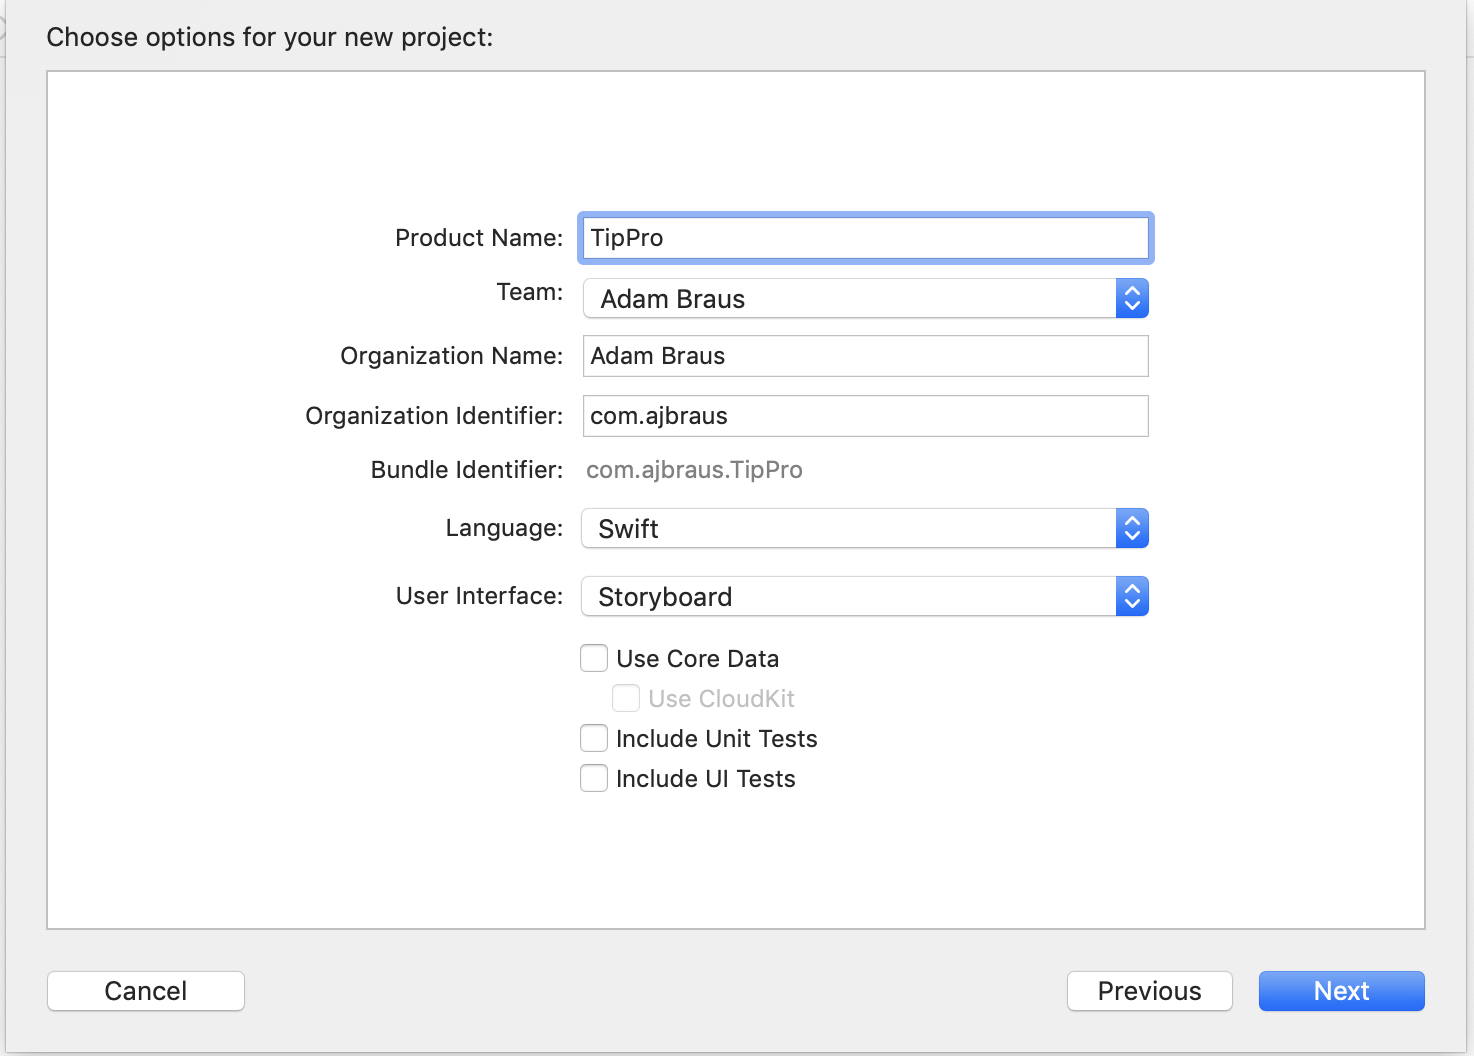 Choose options for your new project:
Product Name: TipPro
Team: Adam Braus
Organization Name: Adam Braus
Organization Identifier: com.ajbraus
Bundle Identifier: com.ajbraus.TipPro
Language: Swift
User Interface: Storyboard
Use Core Data
Use CloudKit
Include Unit Tests
Include UI Tests
Cancel Previous Next